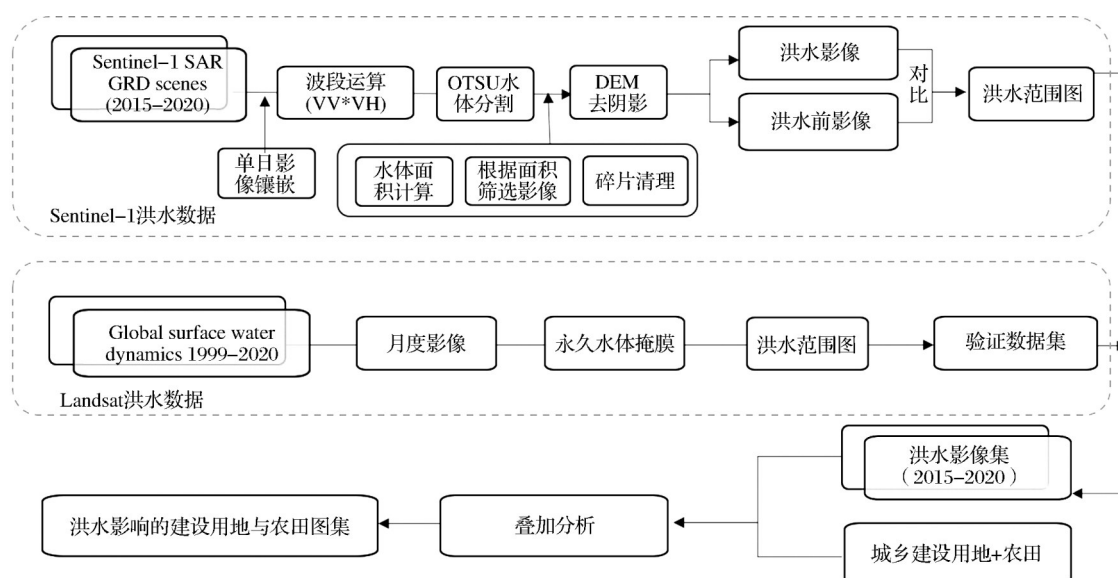 Sentinel-1 SAR
GRD scenes
(2015-2020)
波段运算
(VV*VH)
OTSU水
体分割
DEM
去阴影
洪水影像
洪水前影像
对比
洪水范围图
单日影
像镶嵌
水体面
积计算
根据面积
筛选影像
碎片清理
Sentinel-1洪水数据
Global surface water
dynamics 1999-2020
月度影像
永久水体掩膜
洪水范围图
验证数据集
Landsat洪水数据
洪水影像集
(2015-2020)
洪水影响的建设用地与农田图集
叠加分析
城乡建设用地+农田